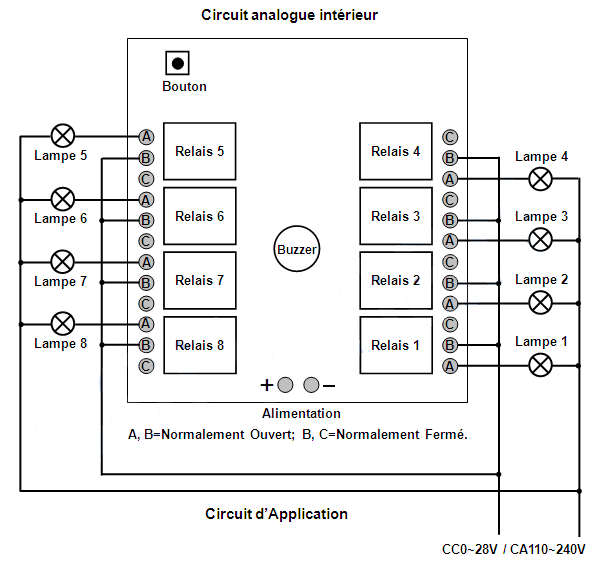 Circuit analogue intérieur
Bouton
A Relais 5 Relais 4 C
Lampe 5 B B Lampe 4
C A
A Relais 6 Relais 3 C
Lampe 6 B B Lampe 3
C A
Buzzer
A Relais 7 Relais 2 C
Lampe 7 B B Lampe 2
C A
A Relais 8 Relais 1 C
Lampe 8 B B Lampe 1
C A
+ −
Alimentation
A, B=Normalement Ouvert; B, C=Normalement Fermé.
Circuit d’Application
CC0~28V / CA110~240V